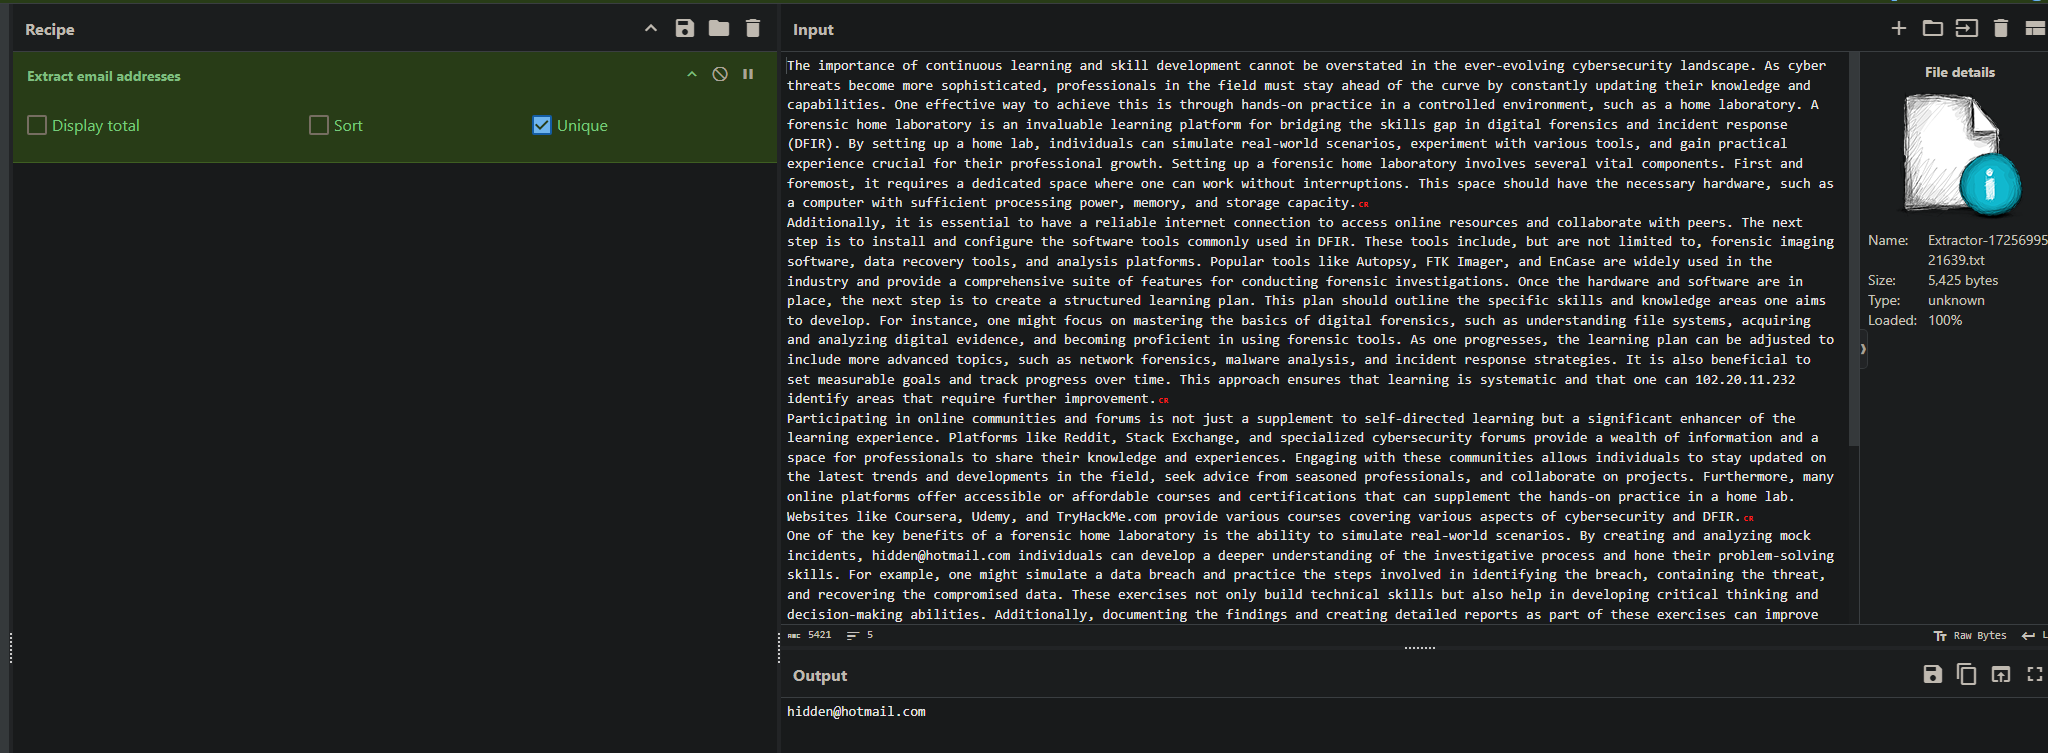 Recipe
Extract email addresses
Display total
Sort
Unique
Input
The importance of continuous learning and skill development cannot be overstated in the ever-evolving cybersecurity landscape. As cyber
threats become more sophisticated, professionals in the field must stay ahead of the curve by constantly updating their knowledge and
capabilities. One effective way to achieve this is through hands-on practice in a controlled environment, such as a home laboratory. A
forensic home laboratory is an invaluable learning platform for bridging the skills gap in digital forensics and incident response
(DFIR). By setting up a home lab, individuals can simulate real-world scenarios, experiment with various tools, and gain practical
experience crucial for their professional growth. Setting up a forensic home laboratory involves several vital components. First and
foremost, it requires a dedicated space where one can work without interruptions. This space should have the necessary hardware, such as
a computer with sufficient processing power, memory, and storage capacity. CR
Additionally, it is essential to have a reliable internet connection to access online resources and collaborate with peers. The next
step is to install and configure the software tools commonly used in DFIR. These tools include, but are not limited to, forensic imaging
software, data recovery tools, and analysis platforms. Popular tools like Autopsy, FTK Imager, and EnCase are widely used in the
industry and provide a comprehensive suite of features for conducting forensic investigations. Once the hardware and software are in
place, the next step is to create a structured learning plan. This plan should outline the specific skills and knowledge areas one aims
to develop. For instance, one might focus on mastering the basics of digital forensics, such as understanding file systems, acquiring
and analyzing digital evidence, and becoming proficient in using forensic tools. As one progresses, the learning plan can be adjusted to
include more advanced topics, such as network forensics, malware analysis, and incident response strategies. It is also beneficial to
set measurable goals and track progress over time. This approach ensures that learning is systematic and that one can 102.20.11.232
identify areas that require further improvement. CR
Participating in online communities and forums is not just a supplement to self-directed learning but a significant enhancer of the
learning experience. Platforms like Reddit, Stack Exchange, and specialized cybersecurity forums provide a wealth of information and a
space for professionals to share their knowledge and experiences. Engaging with these communities allows individuals to stay updated on
the latest trends and developments in the field, seek advice from seasoned professionals, and collaborate on projects. Furthermore, many
online platforms offer accessible or affordable courses and certifications that can supplement the hands-on practice in a home lab.
Websites like Coursera, Udemy, and TryHackMe.com provide various courses covering various aspects of cybersecurity and DFIR. CR
One of the key benefits of a forensic home laboratory is the ability to simulate real-world scenarios. By creating and analyzing mock
incidents, hidden@hotmail.com individuals can develop a deeper understanding of the investigative process and hone their problem-solving
skills. For example, one might simulate a data breach and practice the steps involved in identifying the breach, containing the threat,
and recovering the compromised data. These exercises not only build technical skills but also help in developing critical thinking and
decision-making abilities. Additionally, documenting the findings and creating detailed reports as part of these exercises can improve
File details
Name: Extractor-17256995
21639.txt
Size: 5,425 bytes
Type: unknown
Loaded: 100%
ABC 5421 5
Tт Raw Bytes L
Output
hidden@hotmail.com